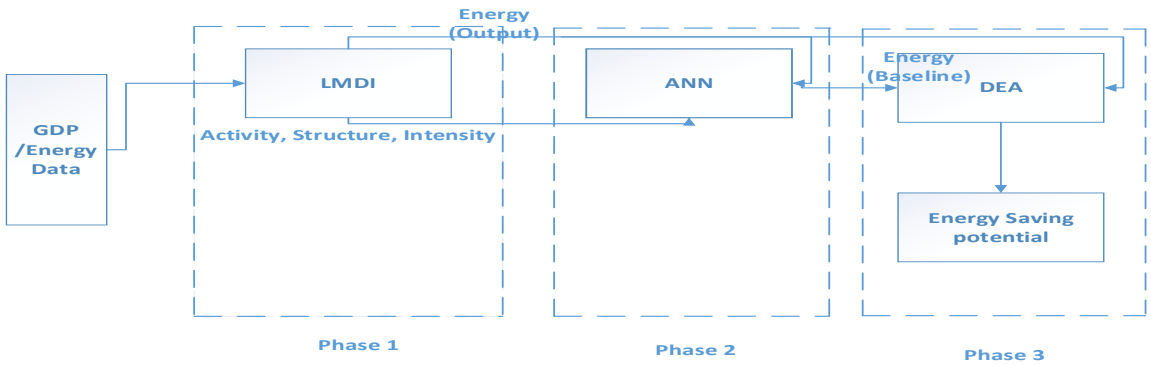 GDP
/Energy
Data
LMDI
Activity, Structure, Intensity
Energy
(Output)
ANN
Energy
(Baseline)
DEA
Energy Saving
potential
Phase 1
Phase 2
Phase 3